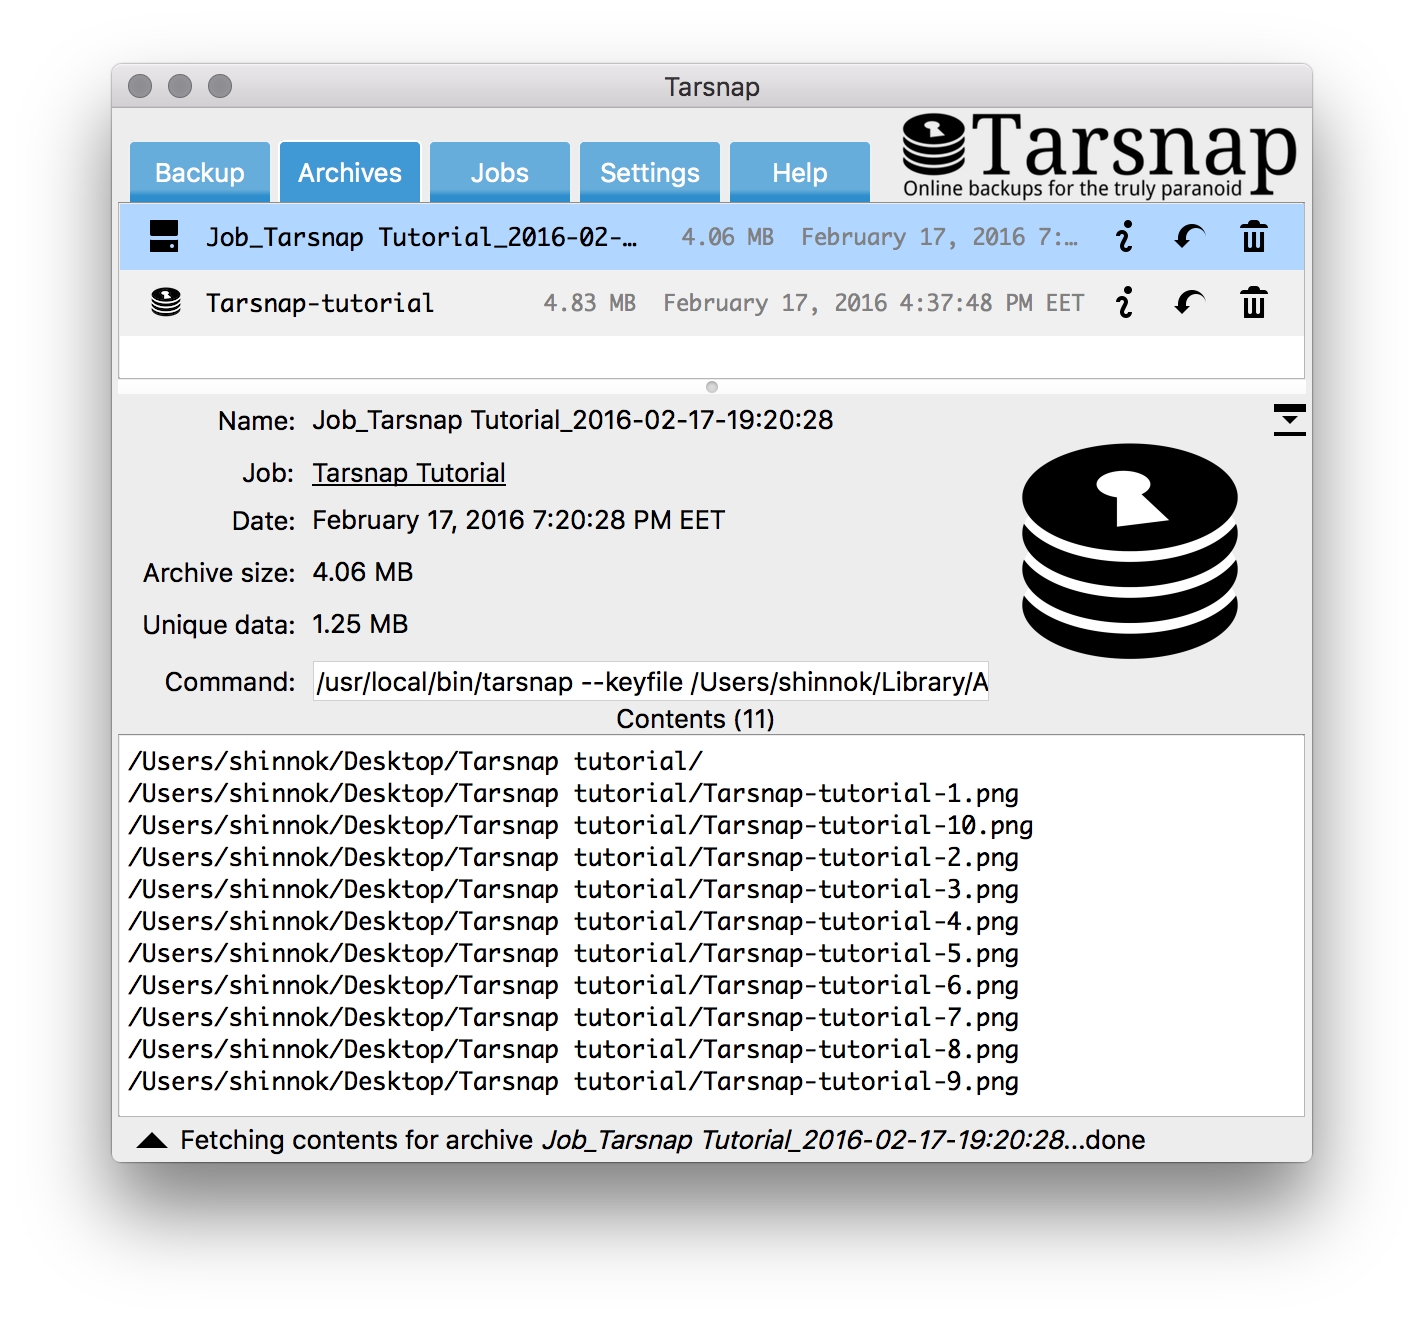 Tarsnap
Backup Archives Jobs Settings Help
Tarsnap
Online backups for the truly paranoid
Job_Tarsnap Tutorial_2016-02-… 4.06 MB February 17, 2016 7:…
Tarsnap-tutorial 4.83 MB February 17, 2016 4:37:48 PM EET
Name: Job_Tarsnap Tutorial_2016-02-17-19:20:28
Job: Tarsnap Tutorial
Date: February 17, 2016 7:20:28 PM EET
Archive size: 4.06 MB
Unique data: 1.25 MB
Command: /usr/local/bin/tarsnap --keyfile /Users/shinnok/Library/A
Contents (11)
/Users/shinnok/Desktop/Tarsnap tutorial/
/Users/shinnok/Desktop/Tarsnap tutorial/Tarsnap-tutorial-1.png
/Users/shinnok/Desktop/Tarsnap tutorial/Tarsnap-tutorial-10.png
/Users/shinnok/Desktop/Tarsnap tutorial/Tarsnap-tutorial-2.png
/Users/shinnok/Desktop/Tarsnap tutorial/Tarsnap-tutorial-3.png
/Users/shinnok/Desktop/Tarsnap tutorial/Tarsnap-tutorial-4.png
/Users/shinnok/Desktop/Tarsnap tutorial/Tarsnap-tutorial-5.png
/Users/shinnok/Desktop/Tarsnap tutorial/Tarsnap-tutorial-6.png
/Users/shinnok/Desktop/Tarsnap tutorial/Tarsnap-tutorial-7.png
/Users/shinnok/Desktop/Tarsnap tutorial/Tarsnap-tutorial-8.png
/Users/shinnok/Desktop/Tarsnap tutorial/Tarsnap-tutorial-9.png
Fetching contents for archive Job_Tarsnap Tutorial_2016-02-17-19:20:28...done